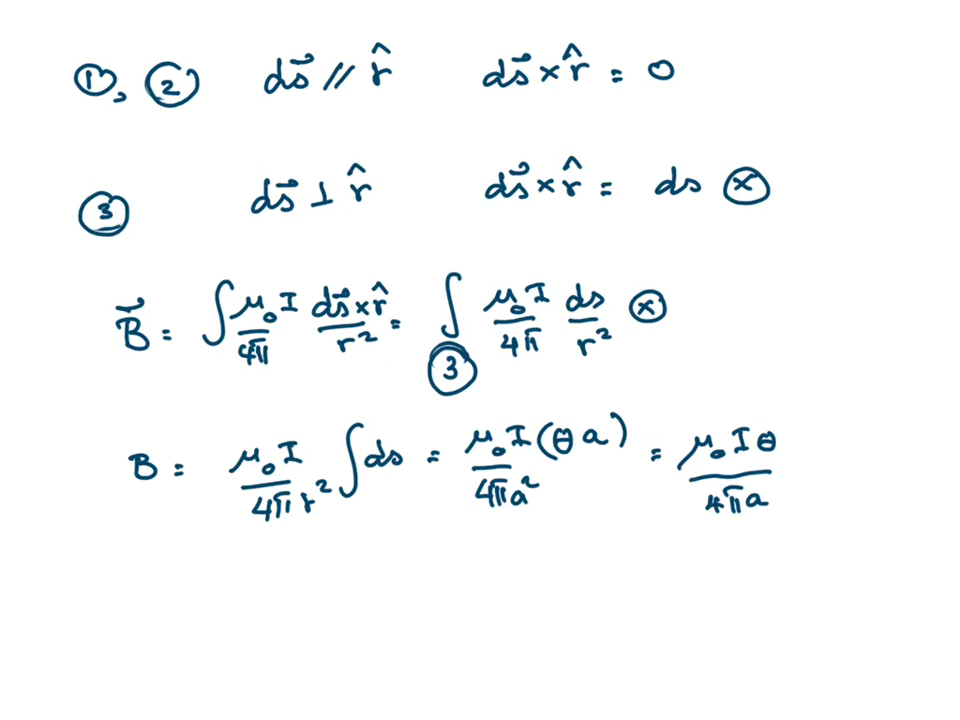 ①, ② ds⃗ // r̂ ds⃗ × r̂ = 0
③ ds⃗ ⊥ r̂ ds⃗ × r̂ = ds ⊗
B⃗ = ∫ μ₀I/4π ds⃗×r̂/r² = ∫③ μ₀I/4π ds/r² ⊗
B = μ₀I/4πr² ∫ds = μ₀I(θa)/4πa² = μ₀Iθ/4πa